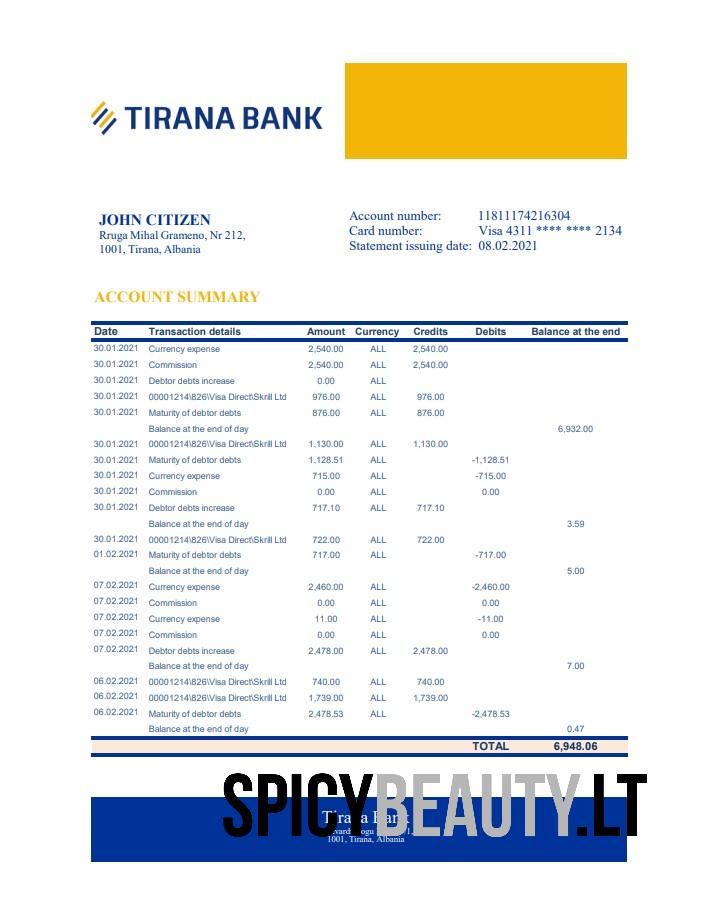 TIRANA BANK
JOHN CITIZEN
Rruga Mihal Grameno, Nr 212,
1001, Tirana, Albania
Account number: 11811174216304
Card number: Visa 4311 **** **** 2134
Statement issuing date: 08.02.2021
ACCOUNT SUMMARY
Date Transaction details Amount Currency Credits Debits Balance at the end
30.01.2021 Currency expense 2,540.00 ALL 2,540.00
30.01.2021 Commission 2,540.00 ALL 2,540.00
30.01.2021 Debtor debts increase 0.00 ALL
30.01.2021 00001214\826\Visa Direct\Skrill Ltd 976.00 ALL 976.00
30.01.2021 Maturity of debtor debts 876.00 ALL 876.00
Balance at the end of day 6,932.00
30.01.2021 00001214\826\Visa Direct\Skrill Ltd 1,130.00 ALL 1,130.00
30.01.2021 Maturity of debtor debts 1,128.51 ALL -1,128.51
30.01.2021 Currency expense 715.00 ALL -715.00
30.01.2021 Commission 0.00 ALL 0.00
30.01.2021 Debtor debts increase 717.10 ALL 717.10
Balance at the end of day 3.59
30.01.2021 00001214\826\Visa Direct\Skrill Ltd 722.00 ALL 722.00
01.02.2021 Maturity of debtor debts 717.00 ALL -717.00
Balance at the end of day 5.00
07.02.2021 Currency expense 2,460.00 ALL -2,460.00
07.02.2021 Commission 0.00 ALL 0.00
07.02.2021 Currency expense 11.00 ALL -11.00
07.02.2021 Commission 0.00 ALL 0.00
07.02.2021 Debtor debts increase 2,478.00 ALL 2,478.00
Balance at the end of day 7.00
06.02.2021 00001214\826\Visa Direct\Skrill Ltd 740.00 ALL 740.00
06.02.2021 00001214\826\Visa Direct\Skrill Ltd 1,739.00 ALL 1,739.00
06.02.2021 Maturity of debtor debts 2,478.53 ALL -2,478.53
Balance at the end of day 0.47
TOTAL 6,948.06
SPICYBEAUTY.LT
Tirana Bank
1001, Tirana, Albania